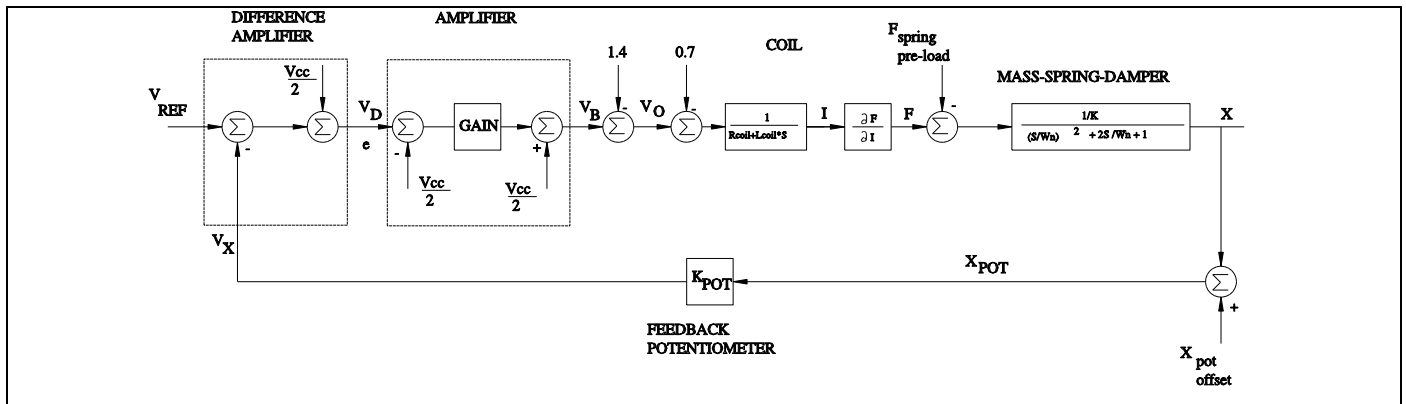 DIFFERENCE
AMPLIFIER
AMPLIFIER
COIL
MASS-SPRING-DAMPER
Vcc
2
V REF
Σ
-
Σ
V D
e
Σ
-
Vcc
2
GAIN
Σ
+
Vcc
2
V B
1.4
Σ
-
V O
0.7
Σ
-
1
Rcoil+Lcoil*S
I
∂ F
∂ I
F
F spring
pre-load
-
Σ
1/K
(S/Wn) 2 + 2S /Wn + 1
X
V X
K POT
X POT
Σ
+
FEEDBACK
POTENTIOMETER
X pot
offset